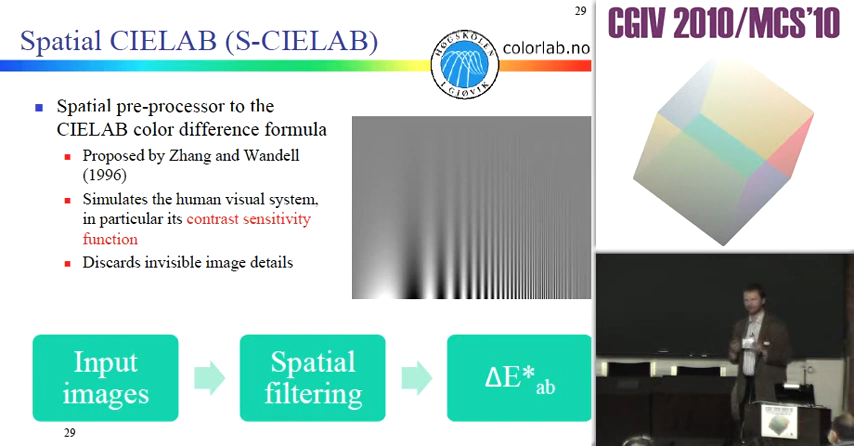 29
Spatial CIELAB (S-CIELAB)
HØGSKOLEN
I GJØVIK
colorlab.no
Spatial pre-processor to the
CIELAB color difference formula
Proposed by Zhang and Wandell
(1996)
Simulates the human visual system,
in particular its contrast sensitivity
function
Discards invisible image details
Input
images
Spatial
filtering
ΔE*ab
29
CGIV 2010/MCS'10